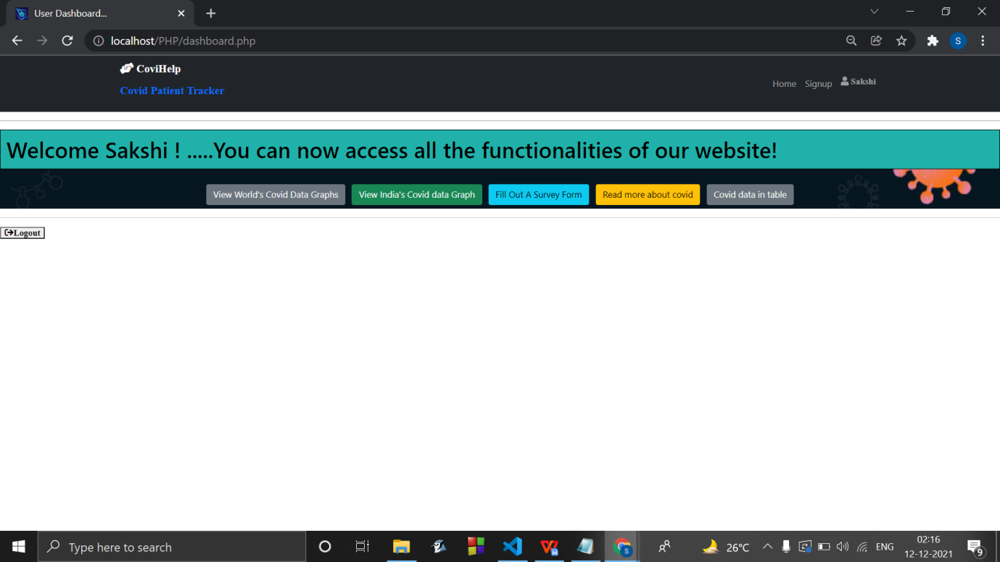 User Dashboard...
localhost/PHP/dashboard.php
S
CoviHelp
Covid Patient Tracker
Home Signup Sakshi
Welcome Sakshi ! .....You can now access all the functionalities of our website!
View World's Covid Data Graphs View India's Covid data Graph Fill Out A Survey Form Read more about covid Covid data in table
Logout
Type here to search
S
26°C
ENG
02:16
12-12-2021
9